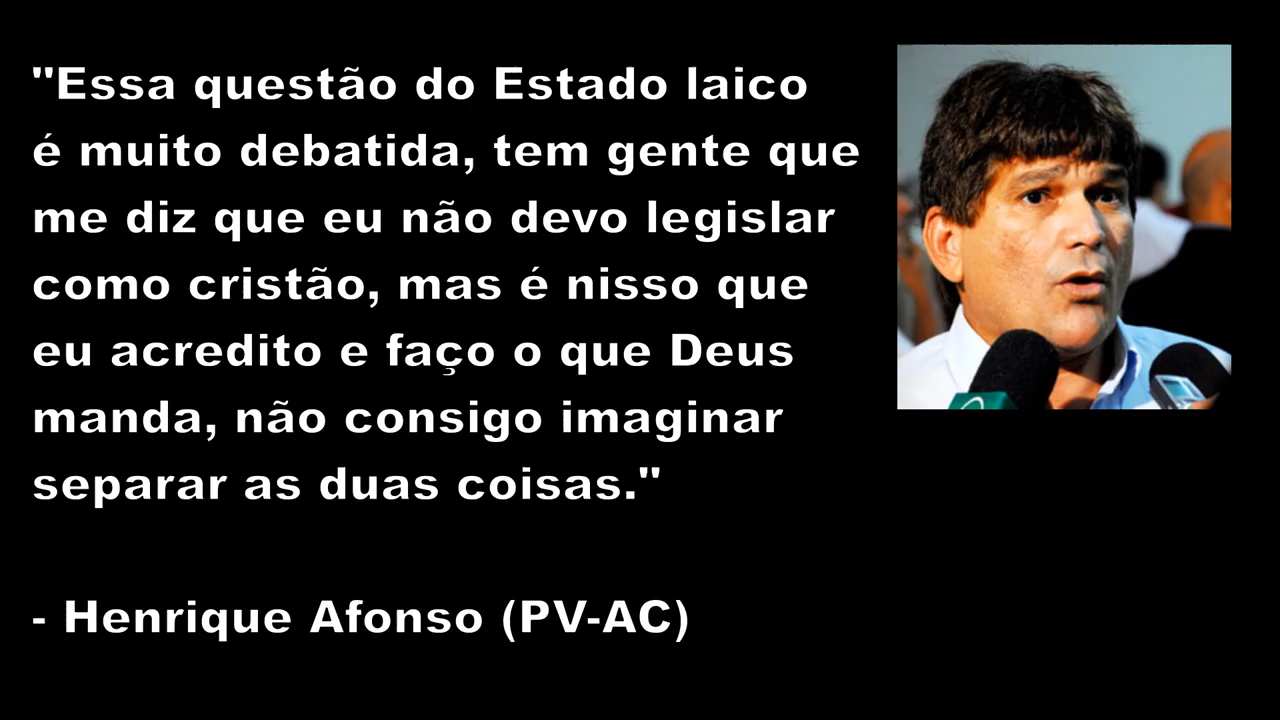 "Essa questão do Estado laico
é muito debatida, tem gente que
me diz que eu não devo legislar
como cristão, mas é nisso que
eu acredito e faço o que Deus
manda, não consigo imaginar
separar as duas coisas."
- Henrique Afonso (PV-AC)